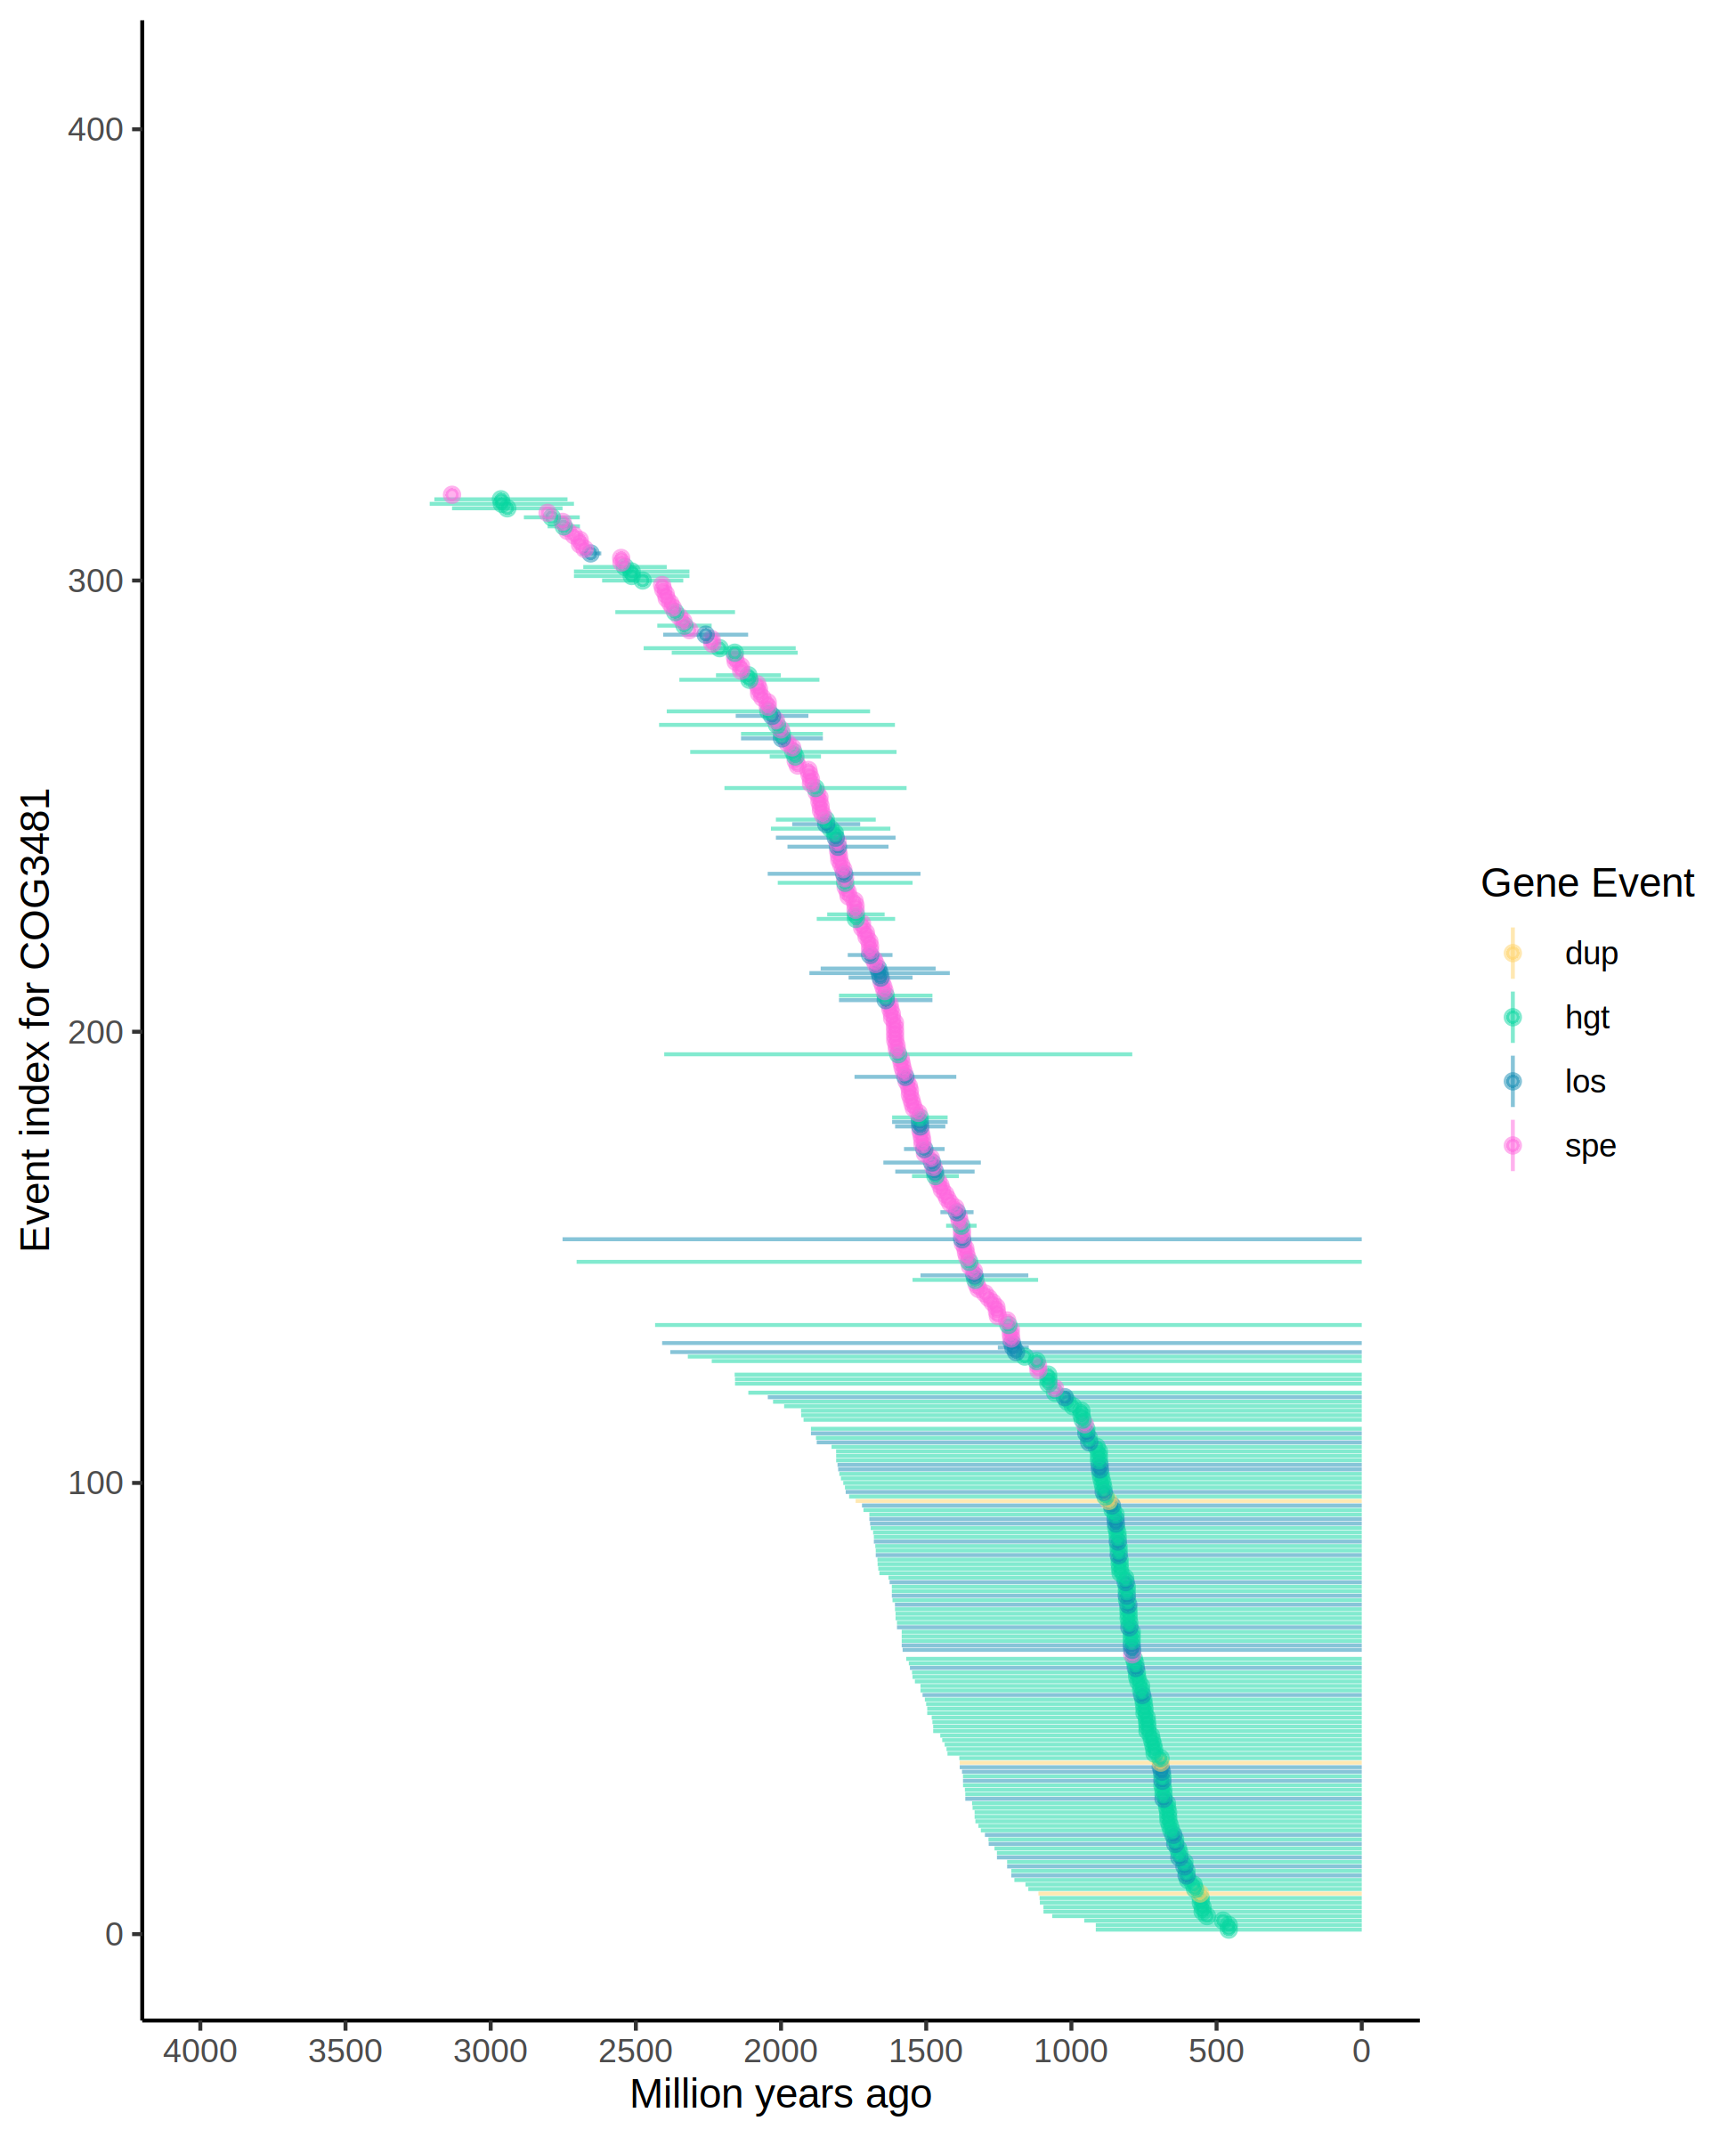 Event index for COG3481
400
300
200
100
0
4000 3500 3000 2500 2000 1500 1000 500 0
Million years ago
Gene Event
dup
hgt
los
spe